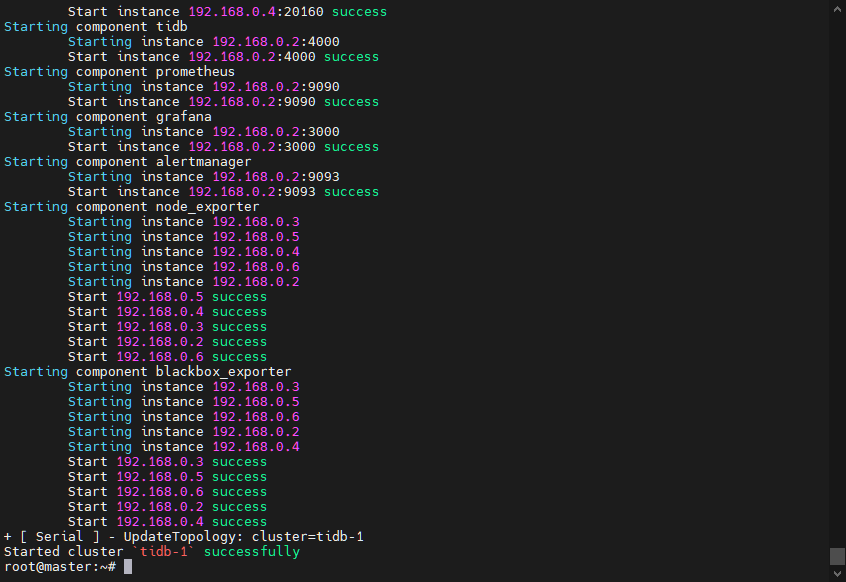 Start instance 192.168.0.4:20160 success
Starting component tidb
Starting instance 192.168.0.2:4000
Start instance 192.168.0.2:4000 success
Starting component prometheus
Starting instance 192.168.0.2:9090
Start instance 192.168.0.2:9090 success
Starting component grafana
Starting instance 192.168.0.2:3000
Start instance 192.168.0.2:3000 success
Starting component alertmanager
Starting instance 192.168.0.2:9093
Start instance 192.168.0.2:9093 success
Starting component node_exporter
Starting instance 192.168.0.3
Starting instance 192.168.0.5
Starting instance 192.168.0.4
Starting instance 192.168.0.6
Starting instance 192.168.0.2
Start 192.168.0.5 success
Start 192.168.0.4 success
Start 192.168.0.3 success
Start 192.168.0.2 success
Start 192.168.0.6 success
Starting component blackbox_exporter
Starting instance 192.168.0.3
Starting instance 192.168.0.5
Starting instance 192.168.0.6
Starting instance 192.168.0.2
Starting instance 192.168.0.4
Start 192.168.0.3 success
Start 192.168.0.5 success
Start 192.168.0.6 success
Start 192.168.0.2 success
Start 192.168.0.4 success
+ [ Serial ] - UpdateTopology: cluster=tidb-1
Started cluster `tidb-1` successfully
root@master:~#